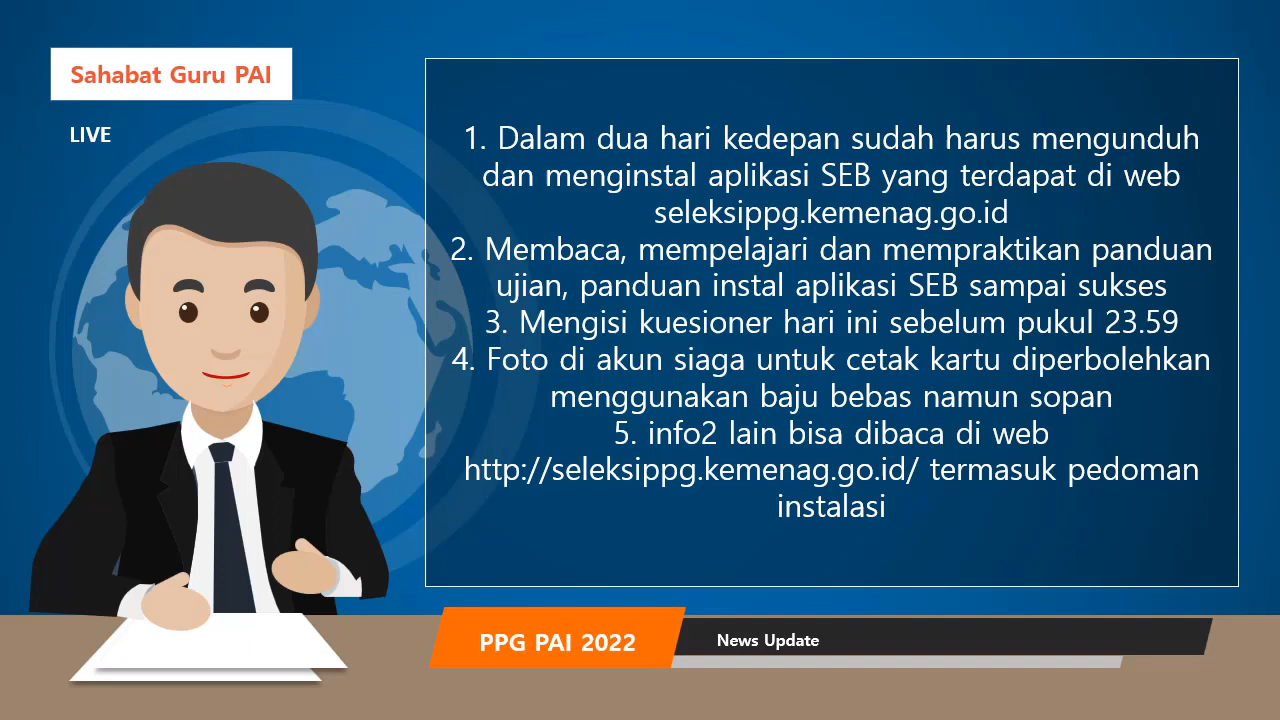 Sahabat Guru PAI
LIVE
1. Dalam dua hari kedepan sudah harus mengunduh
dan menginstal aplikasi SEB yang terdapat di web
seleksippg.kemenag.go.id
2. Membaca, mempelajari dan mempraktikan panduan
ujian, panduan instal aplikasi SEB sampai sukses
3. Mengisi kuesioner hari ini sebelum pukul 23.59
4. Foto di akun siaga untuk cetak kartu diperbolehkan
menggunakan baju bebas namun sopan
5. info2 lain bisa dibaca di web
http://seleksippg.kemenag.go.id/ termasuk pedoman
instalasi
PPG PAI 2022
News Update